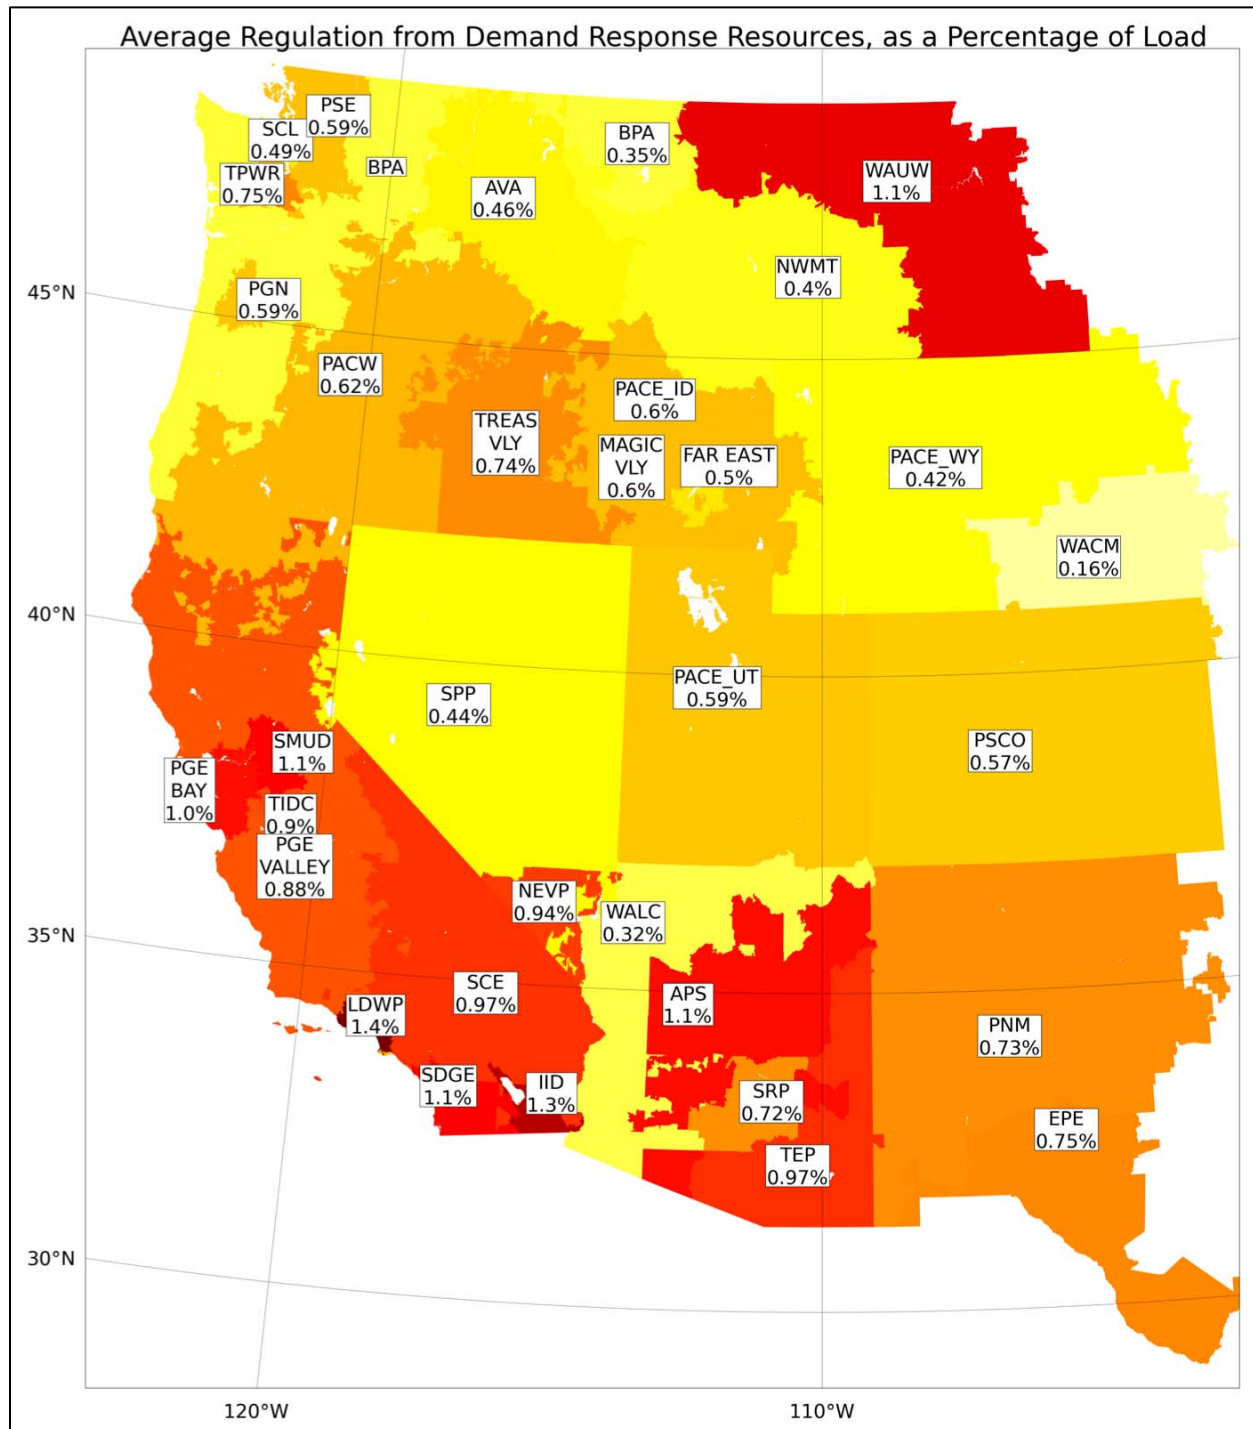 Average Regulation from Demand Response Resources, as a Percentage of Load
PSE
0.59%
SCL
0.49%
TPWR
0.75%
BPA
AVA
0.46%
BPA
0.35%
WAUW
1.1%
NWMT
0.4%
45°N
PGN
0.59%
PACW
0.62%
PACE_ID
0.6%
TREAS
VLY
0.74%
MAGIC
VLY
0.6%
FAR EAST
0.5%
PACE_WY
0.42%
WACM
0.16%
40°N
SPP
0.44%
PACE_UT
0.59%
PSCO
0.57%
SMUD
1.1%
PGE
BAY
1.0%
TIDC
0.9%
PGE
VALLEY
0.88%
NEVP
0.94%
WALC
0.32%
35°N
SCE
0.97%
LDWP
1.4%
APS
1.1%
PNM
0.73%
SDGE
1.1%
IID
1.3%
SRP
0.72%
EPE
0.75%
TEP
0.97%
30°N
120°W
110°W